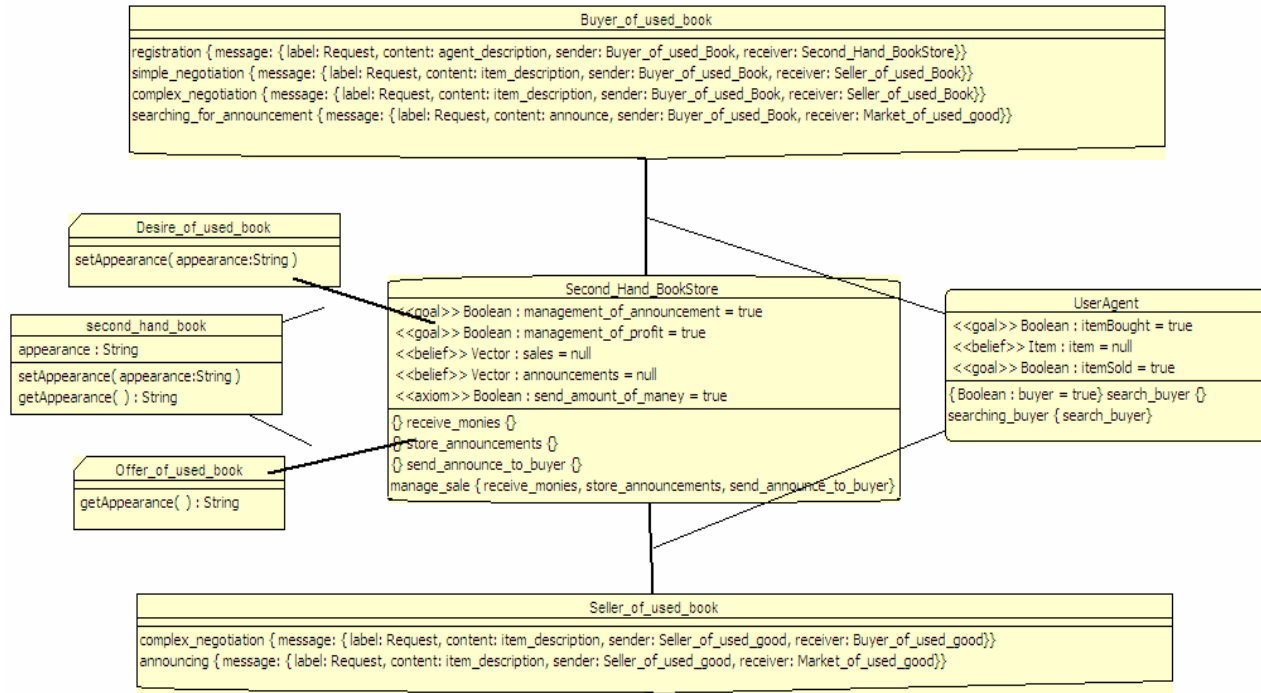 Buyer_of_used_book
registration { message: { label: Request, content: agent_description, sender: Buyer_of_used_Book, receiver: Second_Hand_BookStore}}
simple_negotiation { message: { label: Request, content: item_description, sender: Buyer_of_used_Book, receiver: Seller_of_used_Book}}
complex_negotiation { message: { label: Request, content: item_description, sender: Buyer_of_used_Book, receiver: Seller_of_used_Book}}
searching_for_announcement { message: { label: Request, content: announce, sender: Buyer_of_used_Book, receiver: Market_of_used_good}}
Desire_of_used_book
setAppearance( appearance:String )
second_hand_book
appearance : String
setAppearance( appearance:String )
getAppearance( ) : String
Offer_of_used_book
getAppearance( ) : String
Second_Hand_BookStore
<<goal>> Boolean : management_of_announcement = true
<<goal>> Boolean : management_of_profit = true
<<belief>> Vector : sales = null
<<belief>> Vector : announcements = null
<<axiom>> Boolean : send_amount_of_maney = true
{} receive_monies {}
{} store_announcements {}
{} send_announce_to_buyer {}
manage_sale { receive_monies, store_announcements, send_announce_to_buyer}
UserAgent
<<goal>> Boolean : itemBought = true
<<belief>> Item : item = null
<<goal>> Boolean : itemSold = true
{ Boolean : buyer = true} search_buyer {}
searching_buyer { search_buyer}
Seller_of_used_book
complex_negotiation { message: { label: Request, content: item_description, sender: Seller_of_used_good, receiver: Buyer_of_used_good}}
announcing { message: { label: Request, content: item_description, sender: Seller_of_used_good, receiver: Market_of_used_good}}